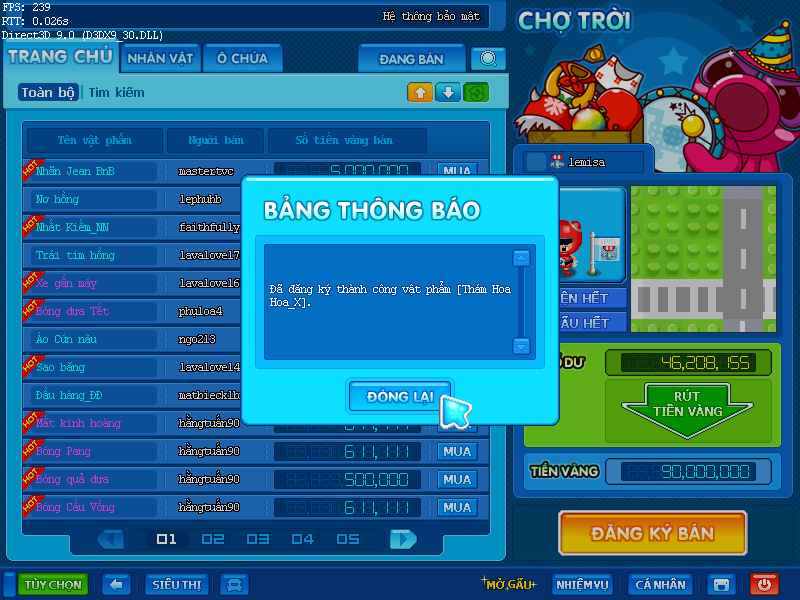 FPS: 239
RTT: 0.026s
Direct3D 9.0 (D3DX9_30.DLL)
Hệ thống bảo mật
CHỢ TRỜI
TRANG CHỦ
NHÂN VẬT
Ô CHỨA
ĐANG BÁN
Toàn bộ
Tìm kiếm
Tên vật phẩm
Người bán
Số tiền vàng bán
HOT Nhãn Jean BnB mastertvc 5,000,000 MUA
Nơ hồng lephuhb
HOT Nhất Kiếm_NN faithfully
Trái tim hồng lavalove17
HOT Xe gắn máy lavalove16
HOT Bóng dưa Tết phuloa4
Áo Cún nâu ngo213
HOT Sao băng lavalove14
Đầu hàng_ĐĐ matbiecklb
HOT Mắt kính hoàng hằngtuấn90 611,111
HOT Bóng Pang hằngtuấn90 611,111 MUA
HOT Bóng quả dưa hằngtuấn90 500,000 MUA
HOT Bóng Cầu Vồng hằngtuấn90 611,111 MUA
01 02 03 04 05
BẢNG THÔNG BÁO
Đã đăng ký thành công vật phẩm [Thám Hoa
Hoa_X].
ĐÓNG LẠI
lemisa
LEVEL
ỆN HẾT
ẤU HẾT
DƯ 46,208,155
RÚT
TIỀN VÀNG
TIỀN VÀNG 90,000,000
ĐĂNG KÝ BÁN
TÙY CHỌN
SIÊU THỊ
MỞ GẤU
NHIỆM VỤ
CÁ NHÂN